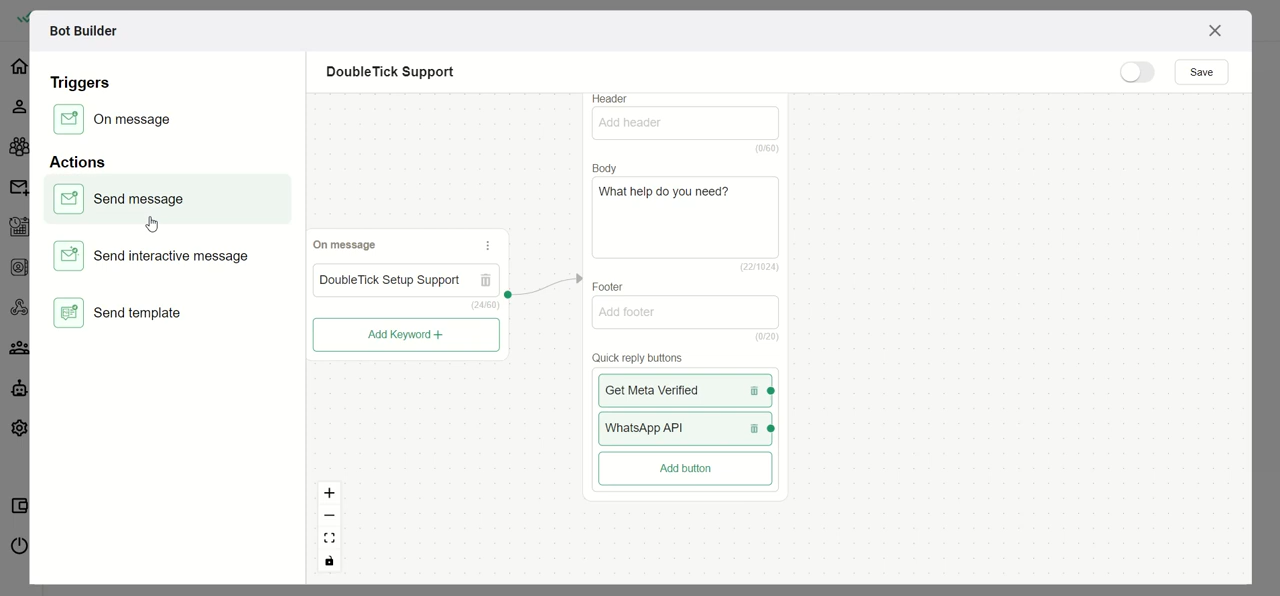 Bot Builder
Triggers
On message
Actions
Send message
Send interactive message
Send template
DoubleTick Support
Save
On message
DoubleTick Setup Support
(24/60)
Add Keyword +
Header
Add header
(0/60)
Body
What help do you need?
(22/1024)
Footer
Add footer
(0/20)
Quick reply buttons
Get Meta Verified
WhatsApp API
Add button